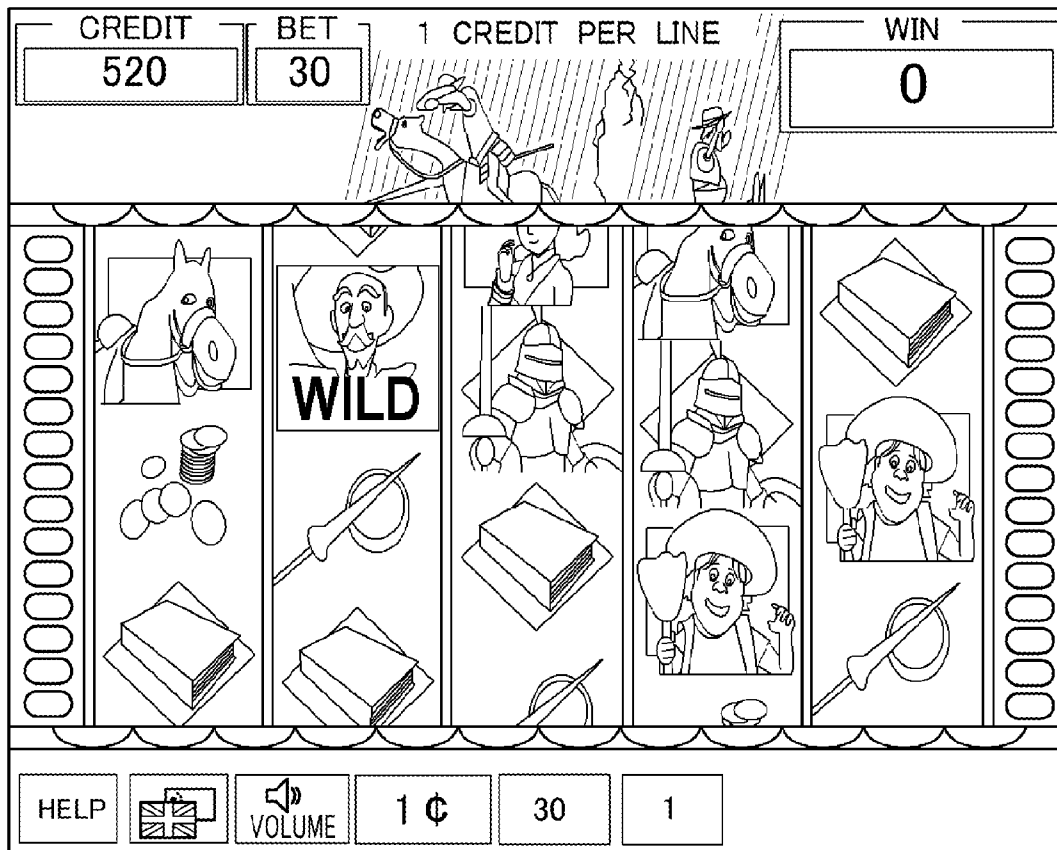 CREDIT
520
BET
30
1 CREDIT PER LINE
WIN
0
WILD
HELP
VOLUME
1 ¢
30
1